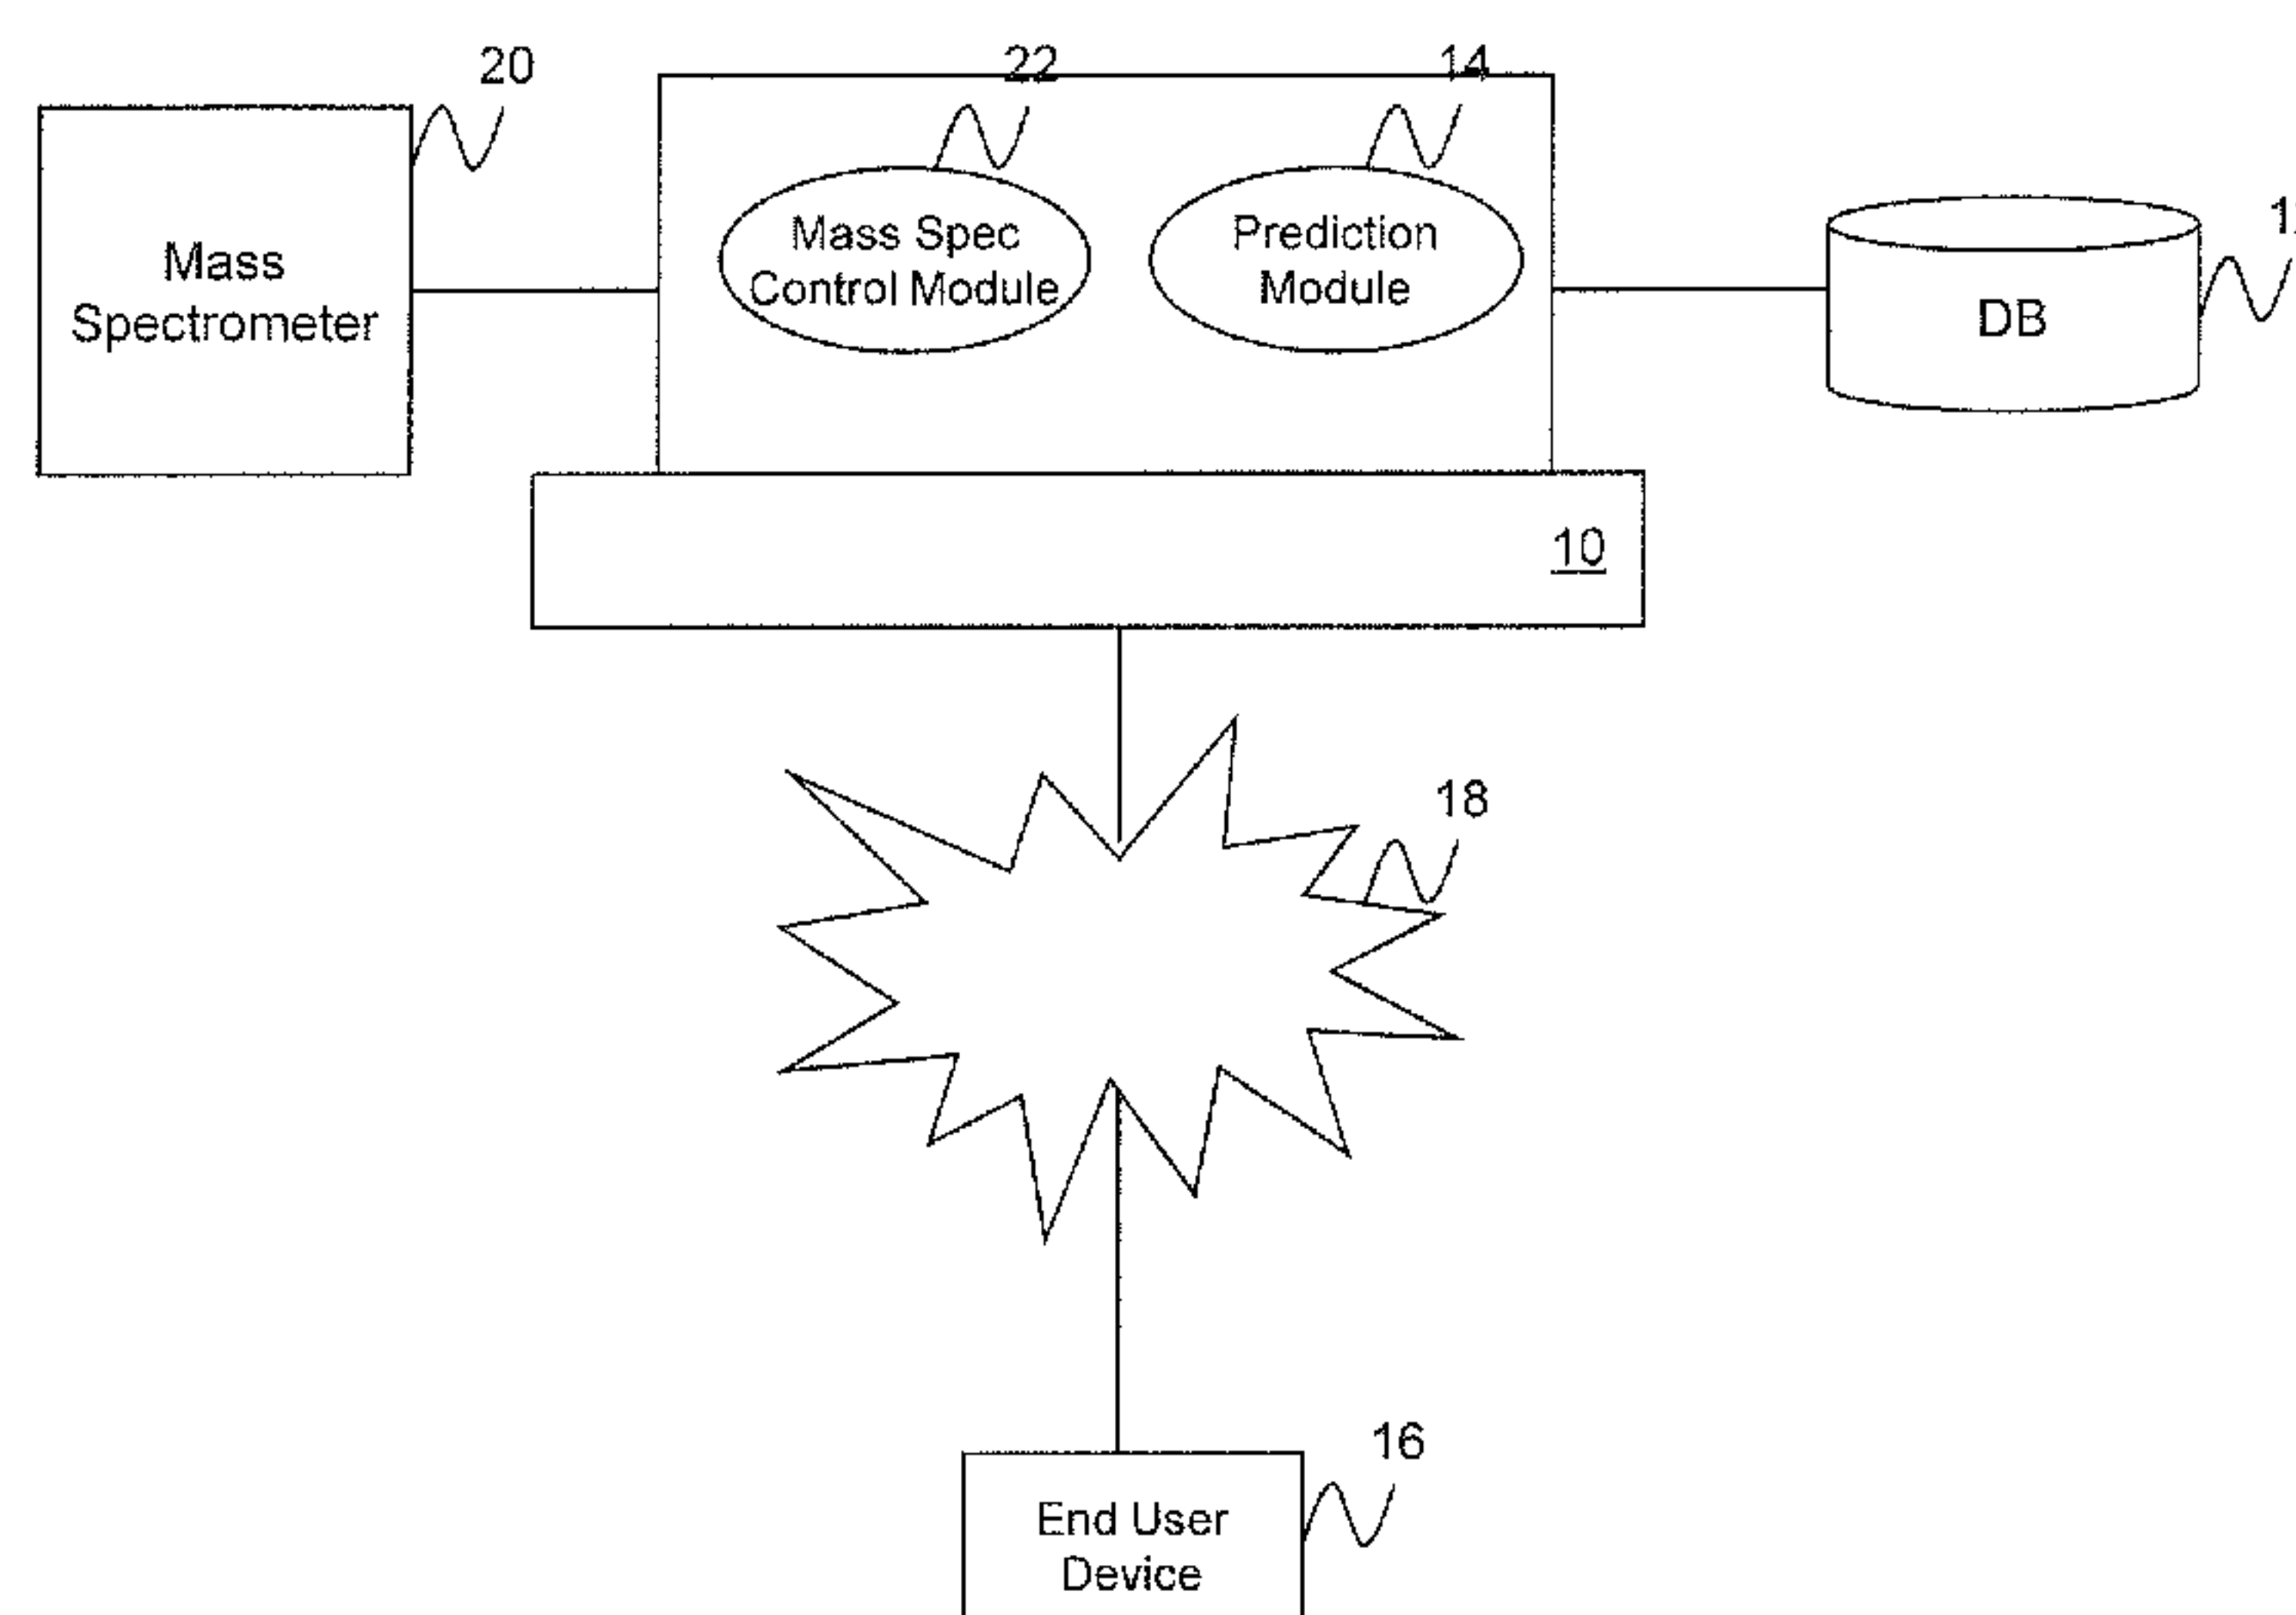 20
22
14
Mass
Spectrometer
Mass Spec
Control Module
Prediction
Module
DB
10
18
16
End User
Device